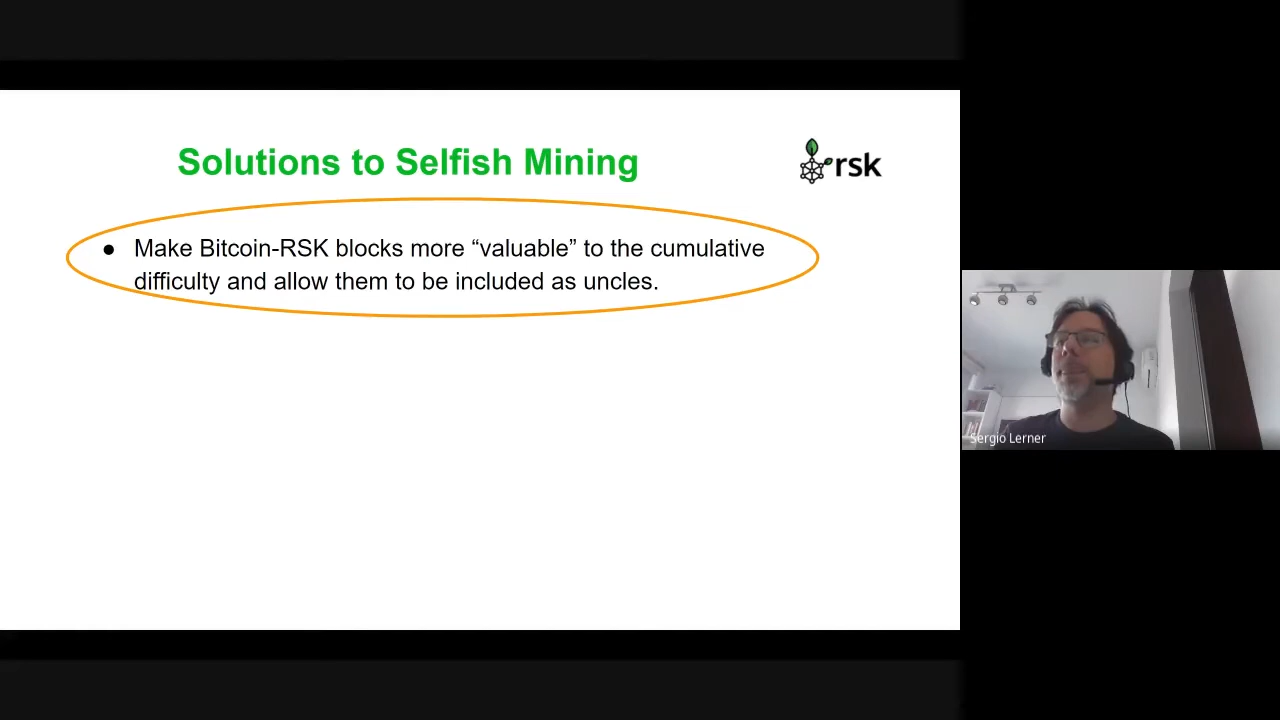 Solutions to Selfish Mining
rsk
● Make Bitcoin-RSK blocks more “valuable” to the cumulative
difficulty and allow them to be included as uncles.
Sergio Lerner